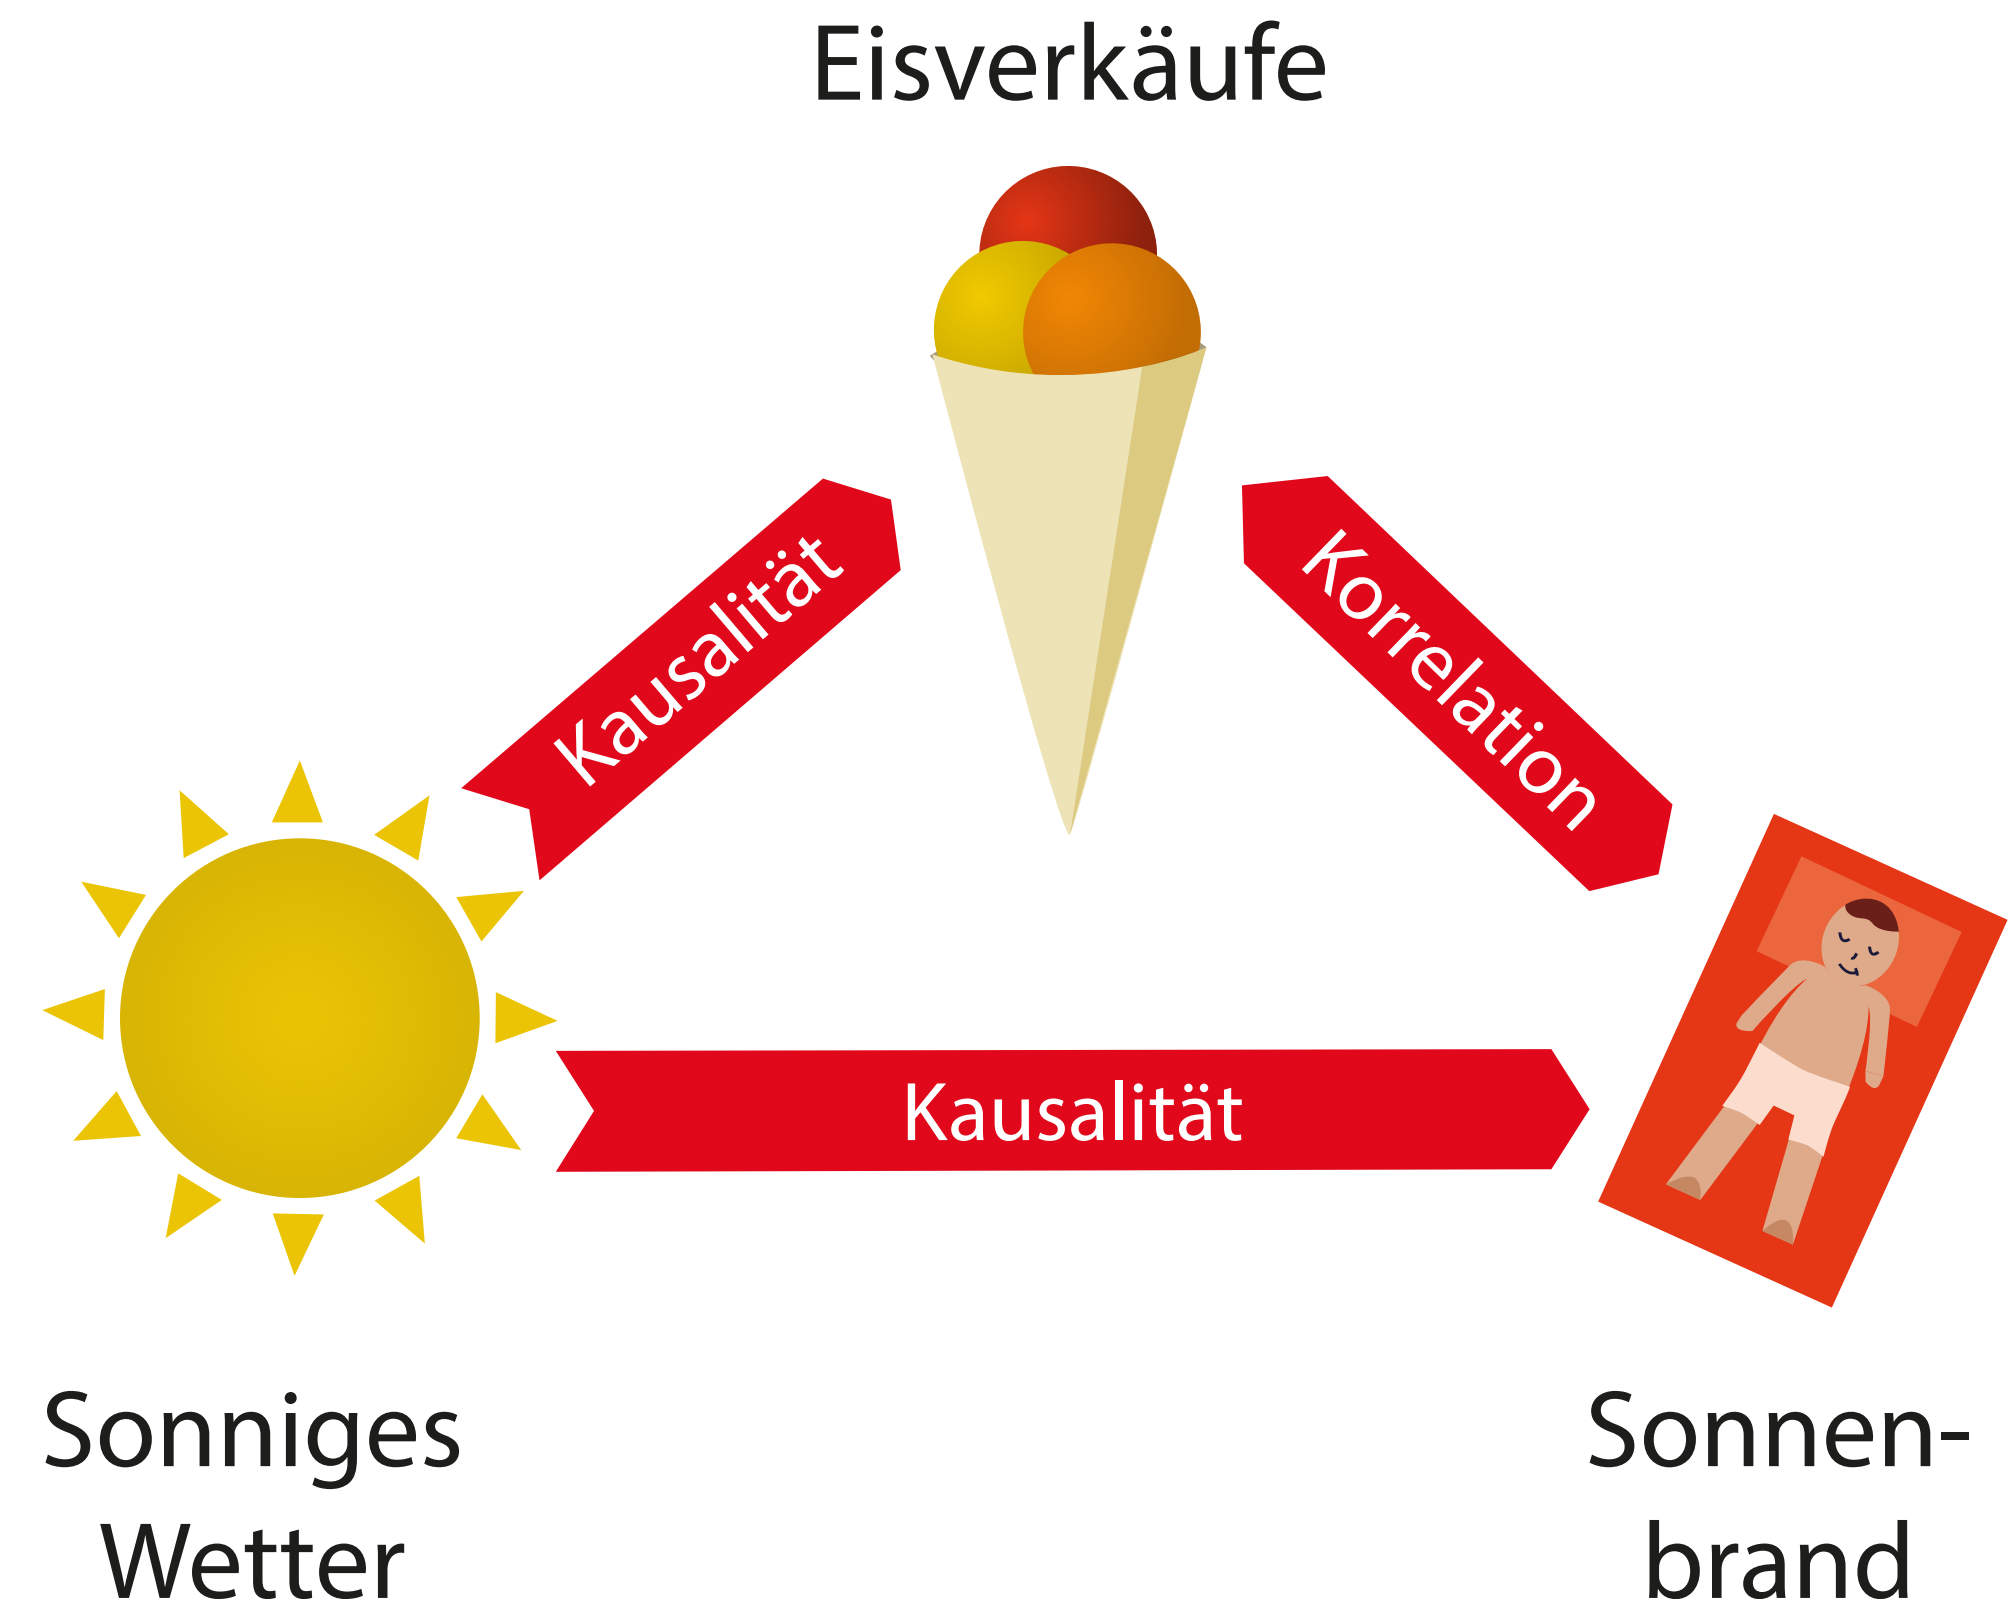 Eisverkäufe
Kausalität
Korrelation
Kausalität
Sonniges
Wetter
Sonnen-
brand